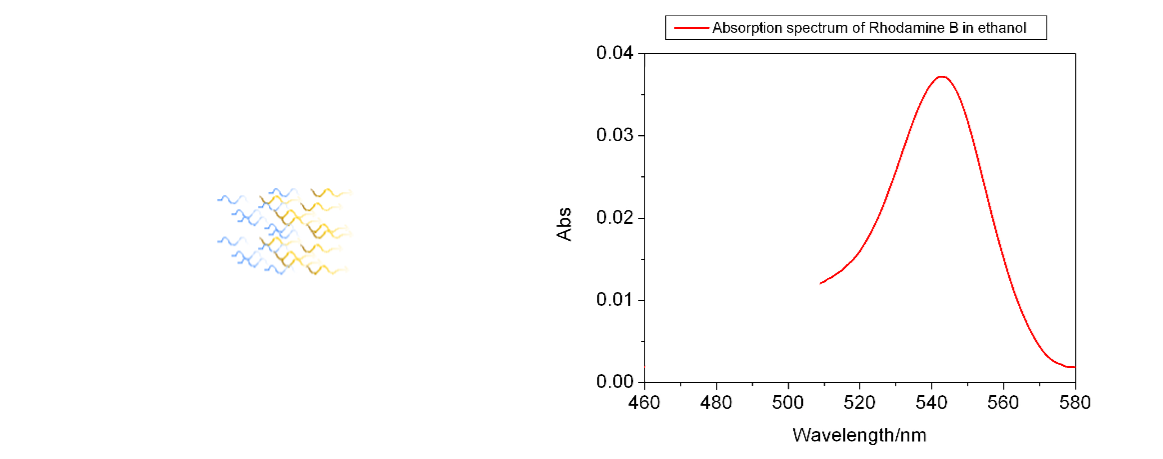 Absorption spectrum of Rhodamine B in ethanol
0.04
0.03
0.02
0.01
0.00
Abs
460 480 500 520 540 560 580
Wavelength/nm